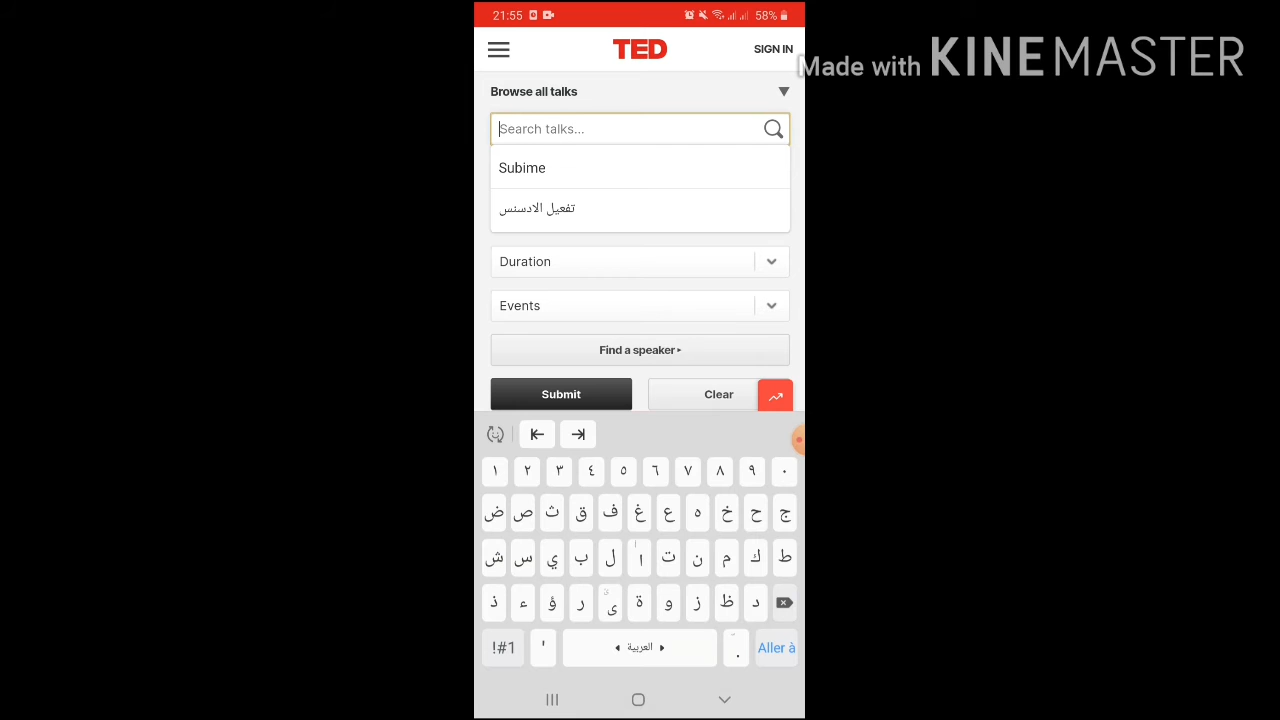 21:55 58%
TED
SIGN IN
Made with KINEMASTER
Browse all talks
Search talks...
Subime
تفعيل الادسنس
Duration
Events
Find a speaker
Submit
Clear
١ ٢ ٣ ٤ ٥ ٦ ٧ ٨ ٩ ٠
ض ص ث ق ف غ ع ه خ ح ج
ش س ي ب ل ا ت ن م ك ط
ذ ء ؤ ر ى ة و ز ظ د
!#1 ' العربية . Aller à